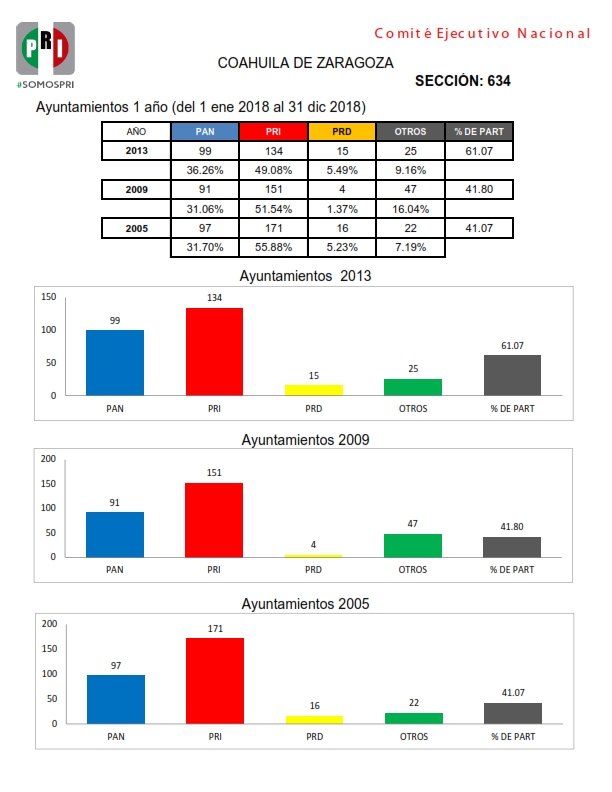 Comité Ejecutivo Nacional
PRI
#SOMOSPRI
COAHUILA DE ZARAGOZA
SECCIÓN: 634
Ayuntamientos 1 año (del 1 ene 2018 al 31 dic 2018)
AÑO PAN PRI PRD OTROS % DE PART
2013 99 134 15 25 61.07
36.26% 49.08% 5.49% 9.16%
2009 91 151 4 47 41.80
31.06% 51.54% 1.37% 16.04%
2005 97 171 16 22 41.07
31.70% 55.88% 5.23% 7.19%
Ayuntamientos 2013
150
134
99
100
61.07
50
25
15
0
PAN PRI PRD OTROS % DE PART
Ayuntamientos 2009
200
151
150
91
100
47
41.80
50
4
0
PAN PRI PRD OTROS % DE PART
Ayuntamientos 2005
200
171
150
97
100
41.07
50
22
16
0
PAN PRI PRD OTROS % DE PART